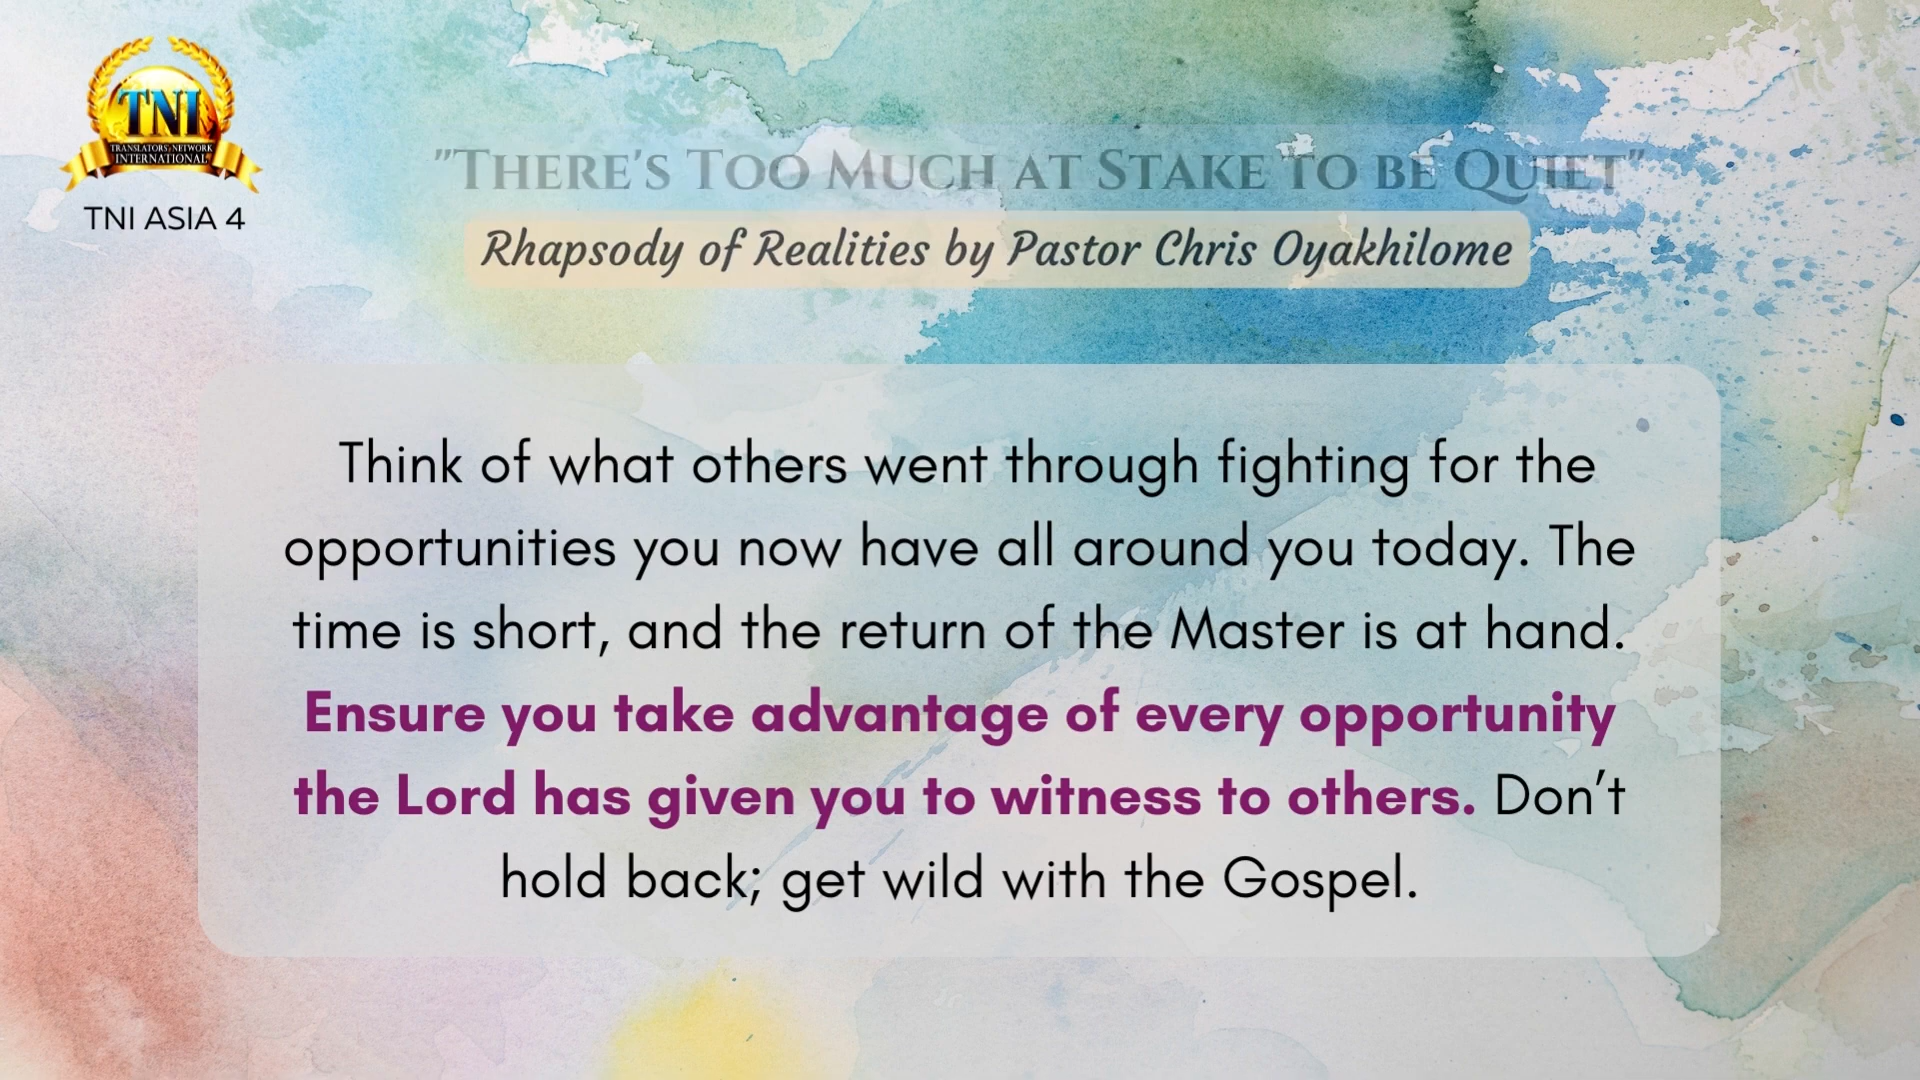 TNI
TRANSLATORS NETWORK
INTERNATIONAL
TNI ASIA 4
"There's Too Much at Stake to be Quiet"
Rhapsody of Realities by Pastor Chris Oyakhilome
Think of what others went through fighting for the
opportunities you now have all around you today. The
time is short, and the return of the Master is at hand.
Ensure you take advantage of every opportunity
the Lord has given you to witness to others. Don’t
hold back; get wild with the Gospel.